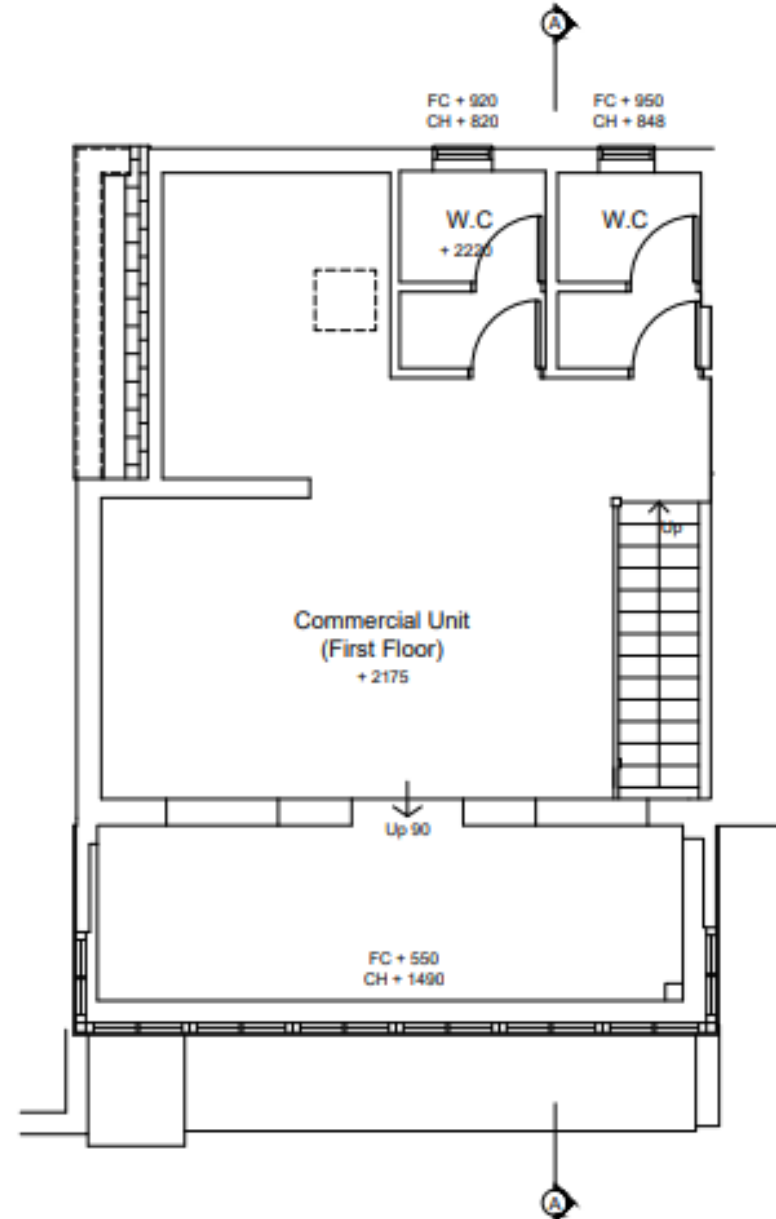 A
FC + 920
CH + 820
FC + 950
CH + 848
W.C
+ 2220
W.C
Up
Commercial Unit
(First Floor)
+ 2175
Up 90
FC + 550
CH + 1490
A